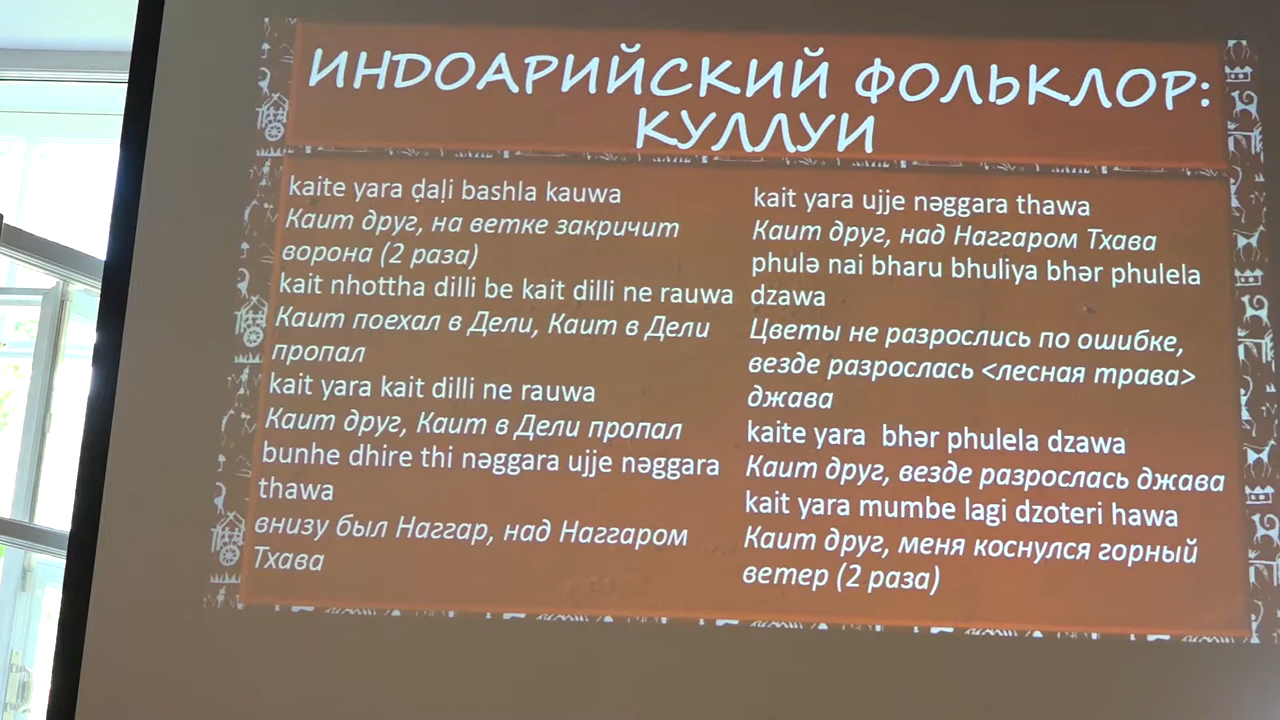 ИНДОАРИЙСКИЙ ФОЛЬКЛОР:
КУЛЛУИ
kaite yara ḍaḷi bashla kauwa
Каит друг, на ветке закричит
ворона (2 раза)
kait nhottha dilli be kait dilli ne rauwa
Каит поехал в Дели, Каит в Дели
пропал
kait yara kait dilli ne rauwa
Каит друг, Каит в Дели пропал
bunhe dhire thi nəggara ujje nəggara
thawa
внизу был Наггар, над Наггаром
Тхава
kait yara ujje nəggara thawa
Каит друг, над Наггаром Тхава
phulə nai bharu bhuliya bhər phulela
dzawa
Цветы не разрослись по ошибке,
везде разрослась <лесная трава>
джава
kaite yara bhər phulela dzawa
Каит друг, везде разрослась джава
kait yara mumbe lagi dzoteri hawa
Каит друг, меня коснулся горный
ветер (2 раза)